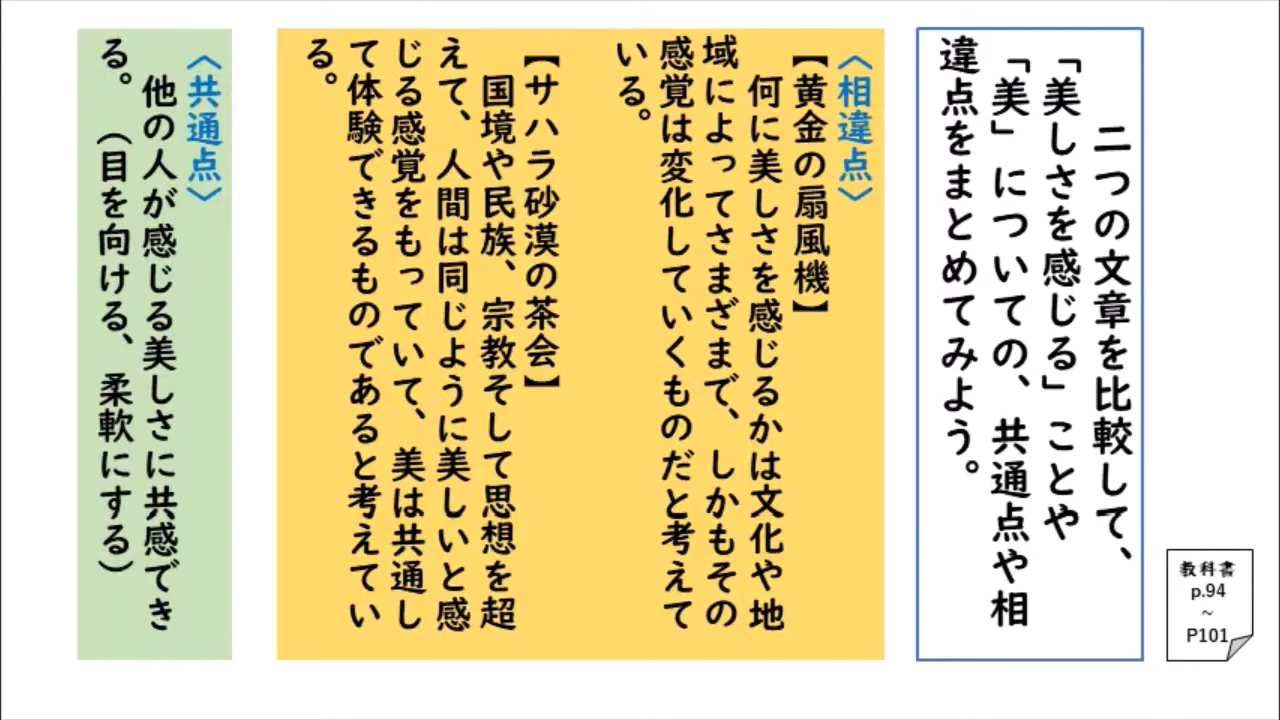 二つの文章を比較して、
「美しさを感じる」ことや
「美」についての、共通点や相
違点をまとめてみよう。
教科書
p.94
~
P101
〈相違点〉
【黄金の扇風機】
何に美しさを感じるかは文化や地
域によってさまざまで、しかもその
感覚は変化していくものだと考えて
いる。
【サハラ砂漠の茶会】
国境や民族、宗教そして思想を超
えて、人間は同じように美しいと感
じる感覚をもっていて、美は共通し
て体験できるものであると考えてい
る。
〈共通点〉
他の人が感じる美しさに共感でき
る。（目を向ける、柔軟にする）